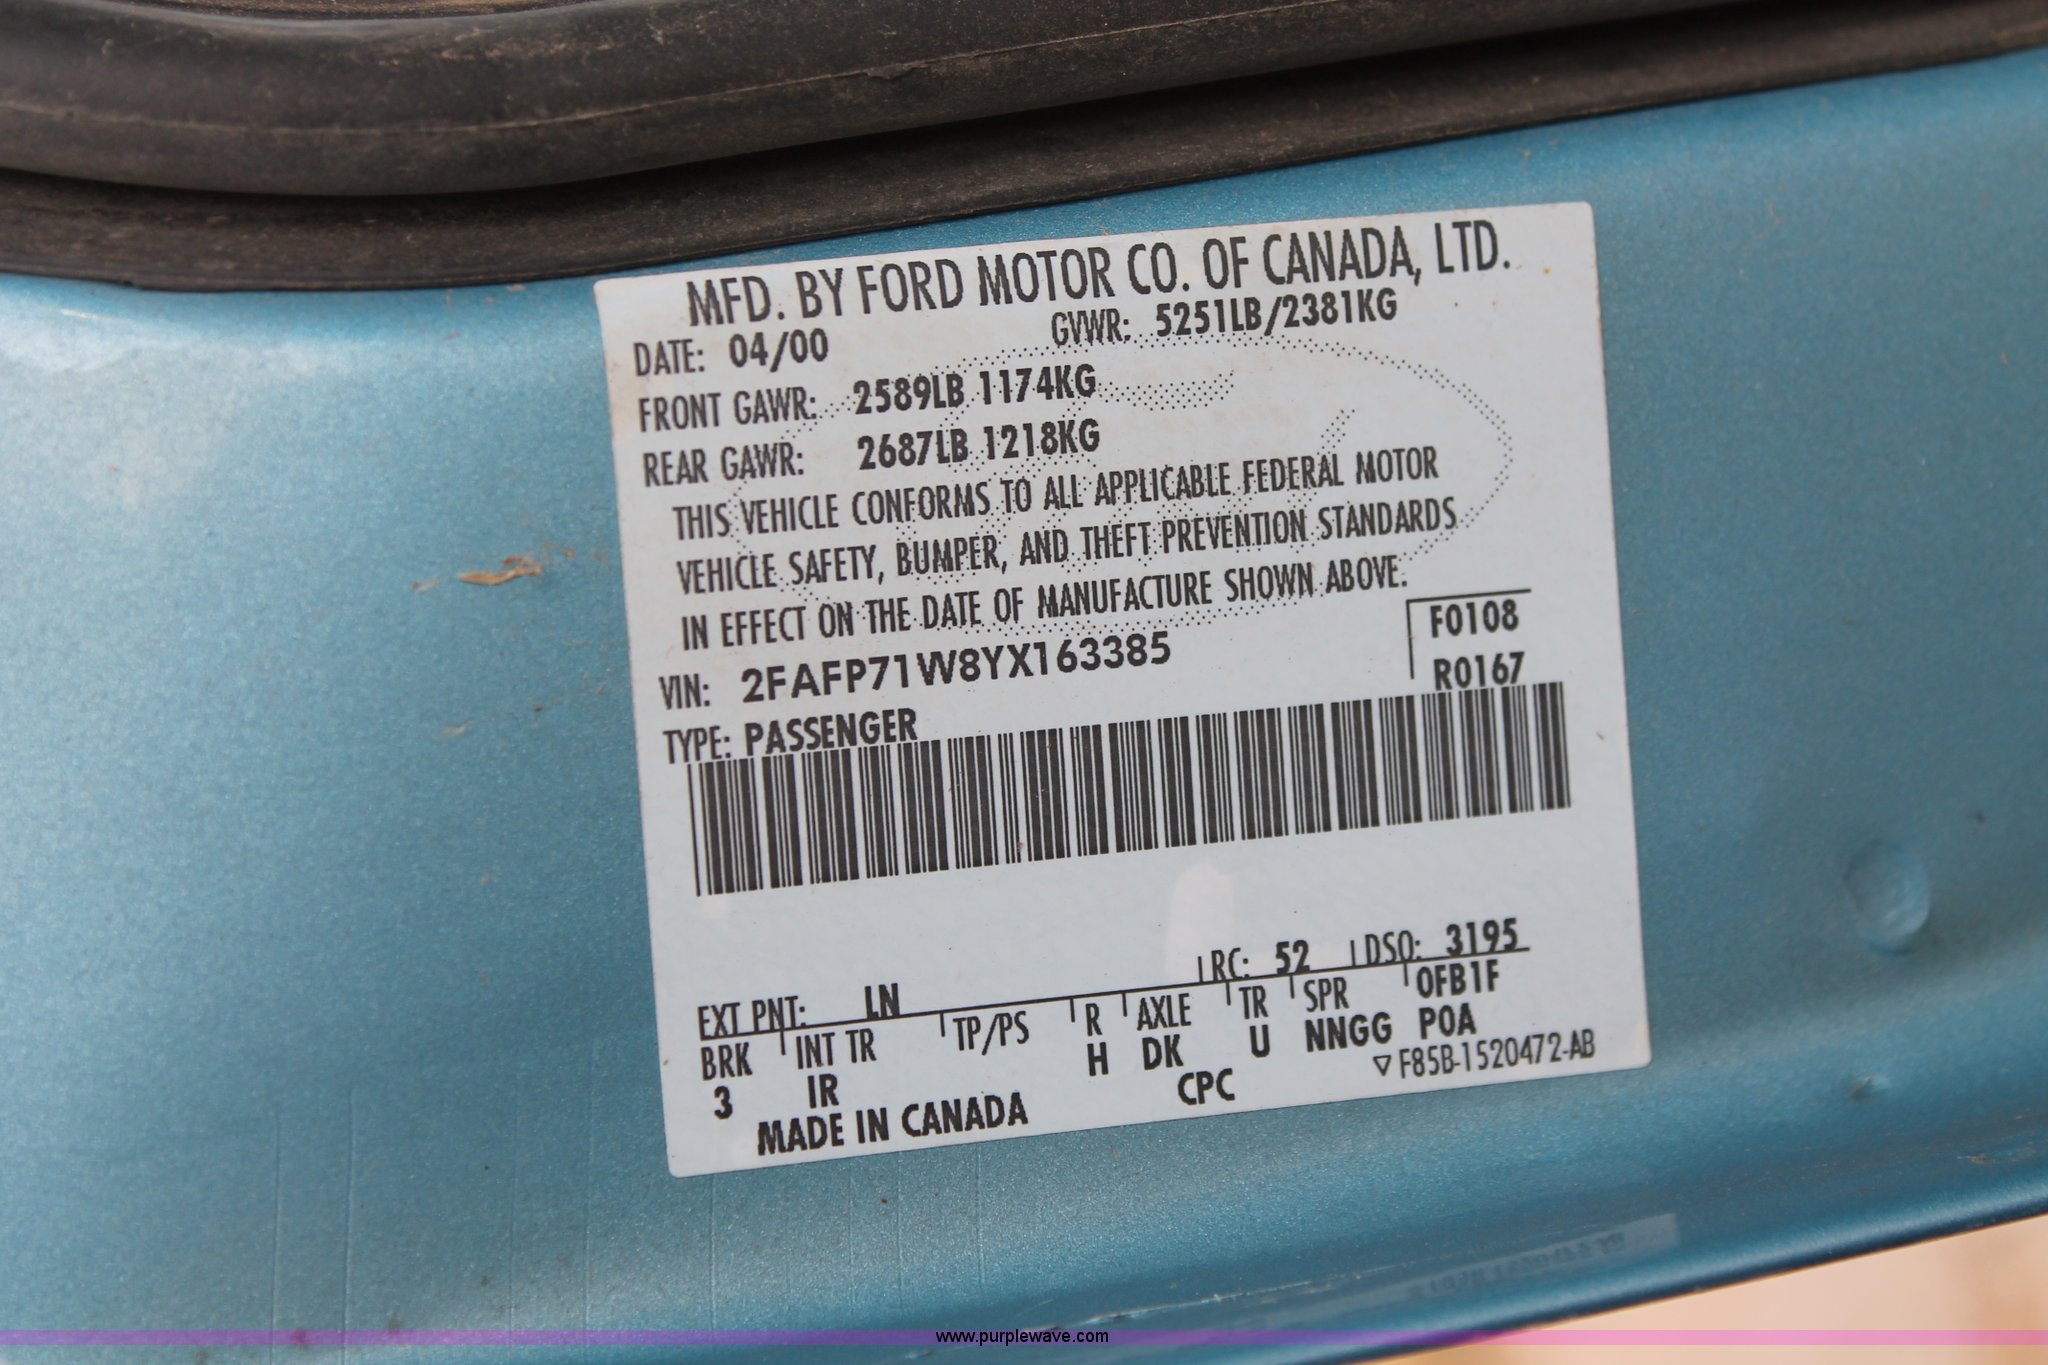 MFD. BY FORD MOTOR CO. OF CANADA, LTD.
DATE: 04/00 GVWR: 5251LB/2381KG
FRONT GAWR: 2589LB 1174KG
REAR GAWR: 2687LB 1218KG
THIS VEHICLE CONFORMS TO ALL APPLICABLE FEDERAL MOTOR
VEHICLE SAFETY, BUMPER, AND THEFT PREVENTION STANDARDS
IN EFFECT ON THE DATE OF MANUFACTURE SHOWN ABOVE.
F0108
VIN: 2FAFP71W8YX163385 R0167
TYPE: PASSENGER
EXT PNT: LN RC: 52 DSO: 3195
BRK INT TR TP/PS R AXLE TR SPR 0FB1F
3 IR H DK U NNGG P0A
MADE IN CANADA CPC ▽F85B-1520472-AB
www.purplewave.com